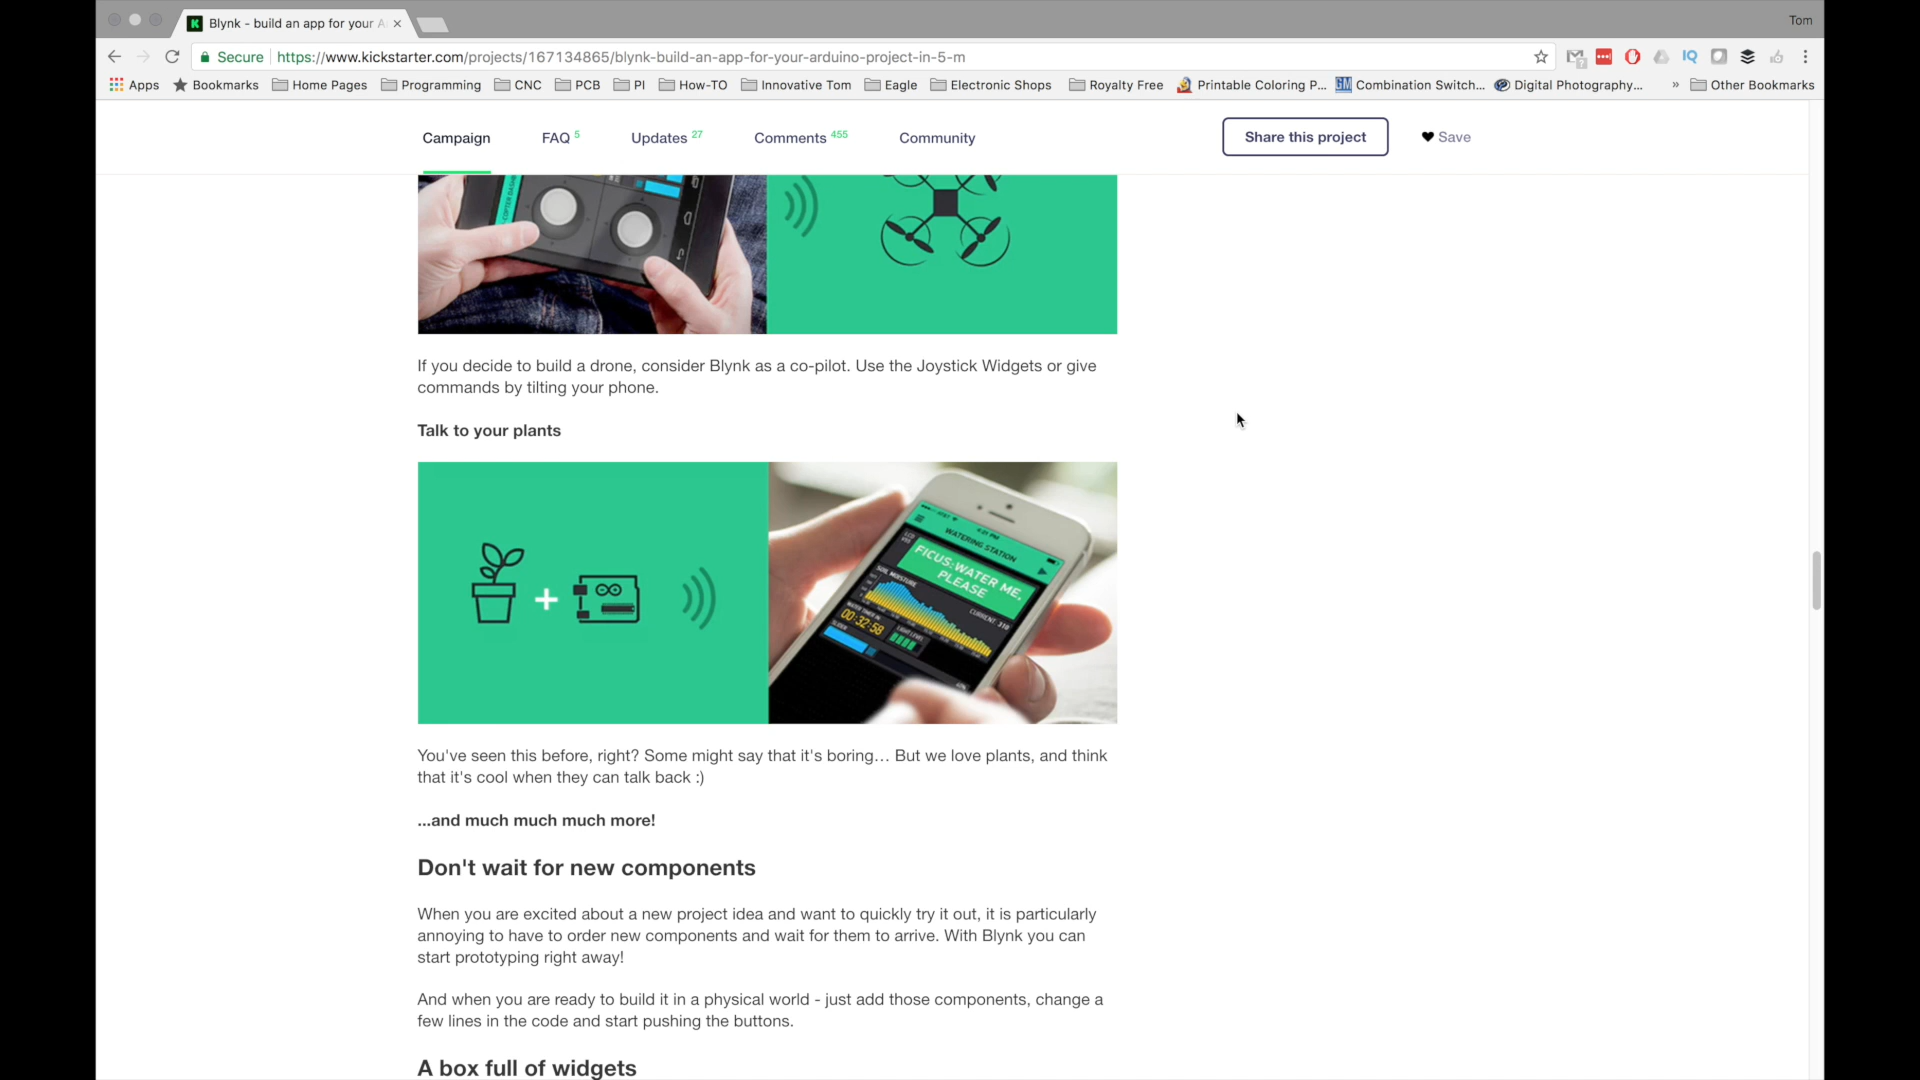 Blynk - build an app for your A
Tom
Secure https://www.kickstarter.com/projects/167134865/blynk-build-an-app-for-your-arduino-project-in-5-m
Apps Bookmarks Home Pages Programming CNC PCB PI How-TO Innovative Tom Eagle Electronic Shops Royalty Free Printable Coloring P... Combination Switch... Digital Photography... » Other Bookmarks
Campaign FAQ 5 Updates 27 Comments 455 Community Share this project Save
If you decide to build a drone, consider Blynk as a co-pilot. Use the Joystick Widgets or give
commands by tilting your phone.
Talk to your plants
WATERING STATION
FICUS:WATER ME,
PLEASE
SOIL MOISTURE
CURRENT 310
00:32:58
LIGHT LEVEL
SLIDER
You've seen this before, right? Some might say that it's boring… But we love plants, and think
that it's cool when they can talk back :)
...and much much much more!
Don't wait for new components
When you are excited about a new project idea and want to quickly try it out, it is particularly
annoying to have to order new components and wait for them to arrive. With Blynk you can
start prototyping right away!
And when you are ready to build it in a physical world - just add those components, change a
few lines in the code and start pushing the buttons.
A box full of widgets